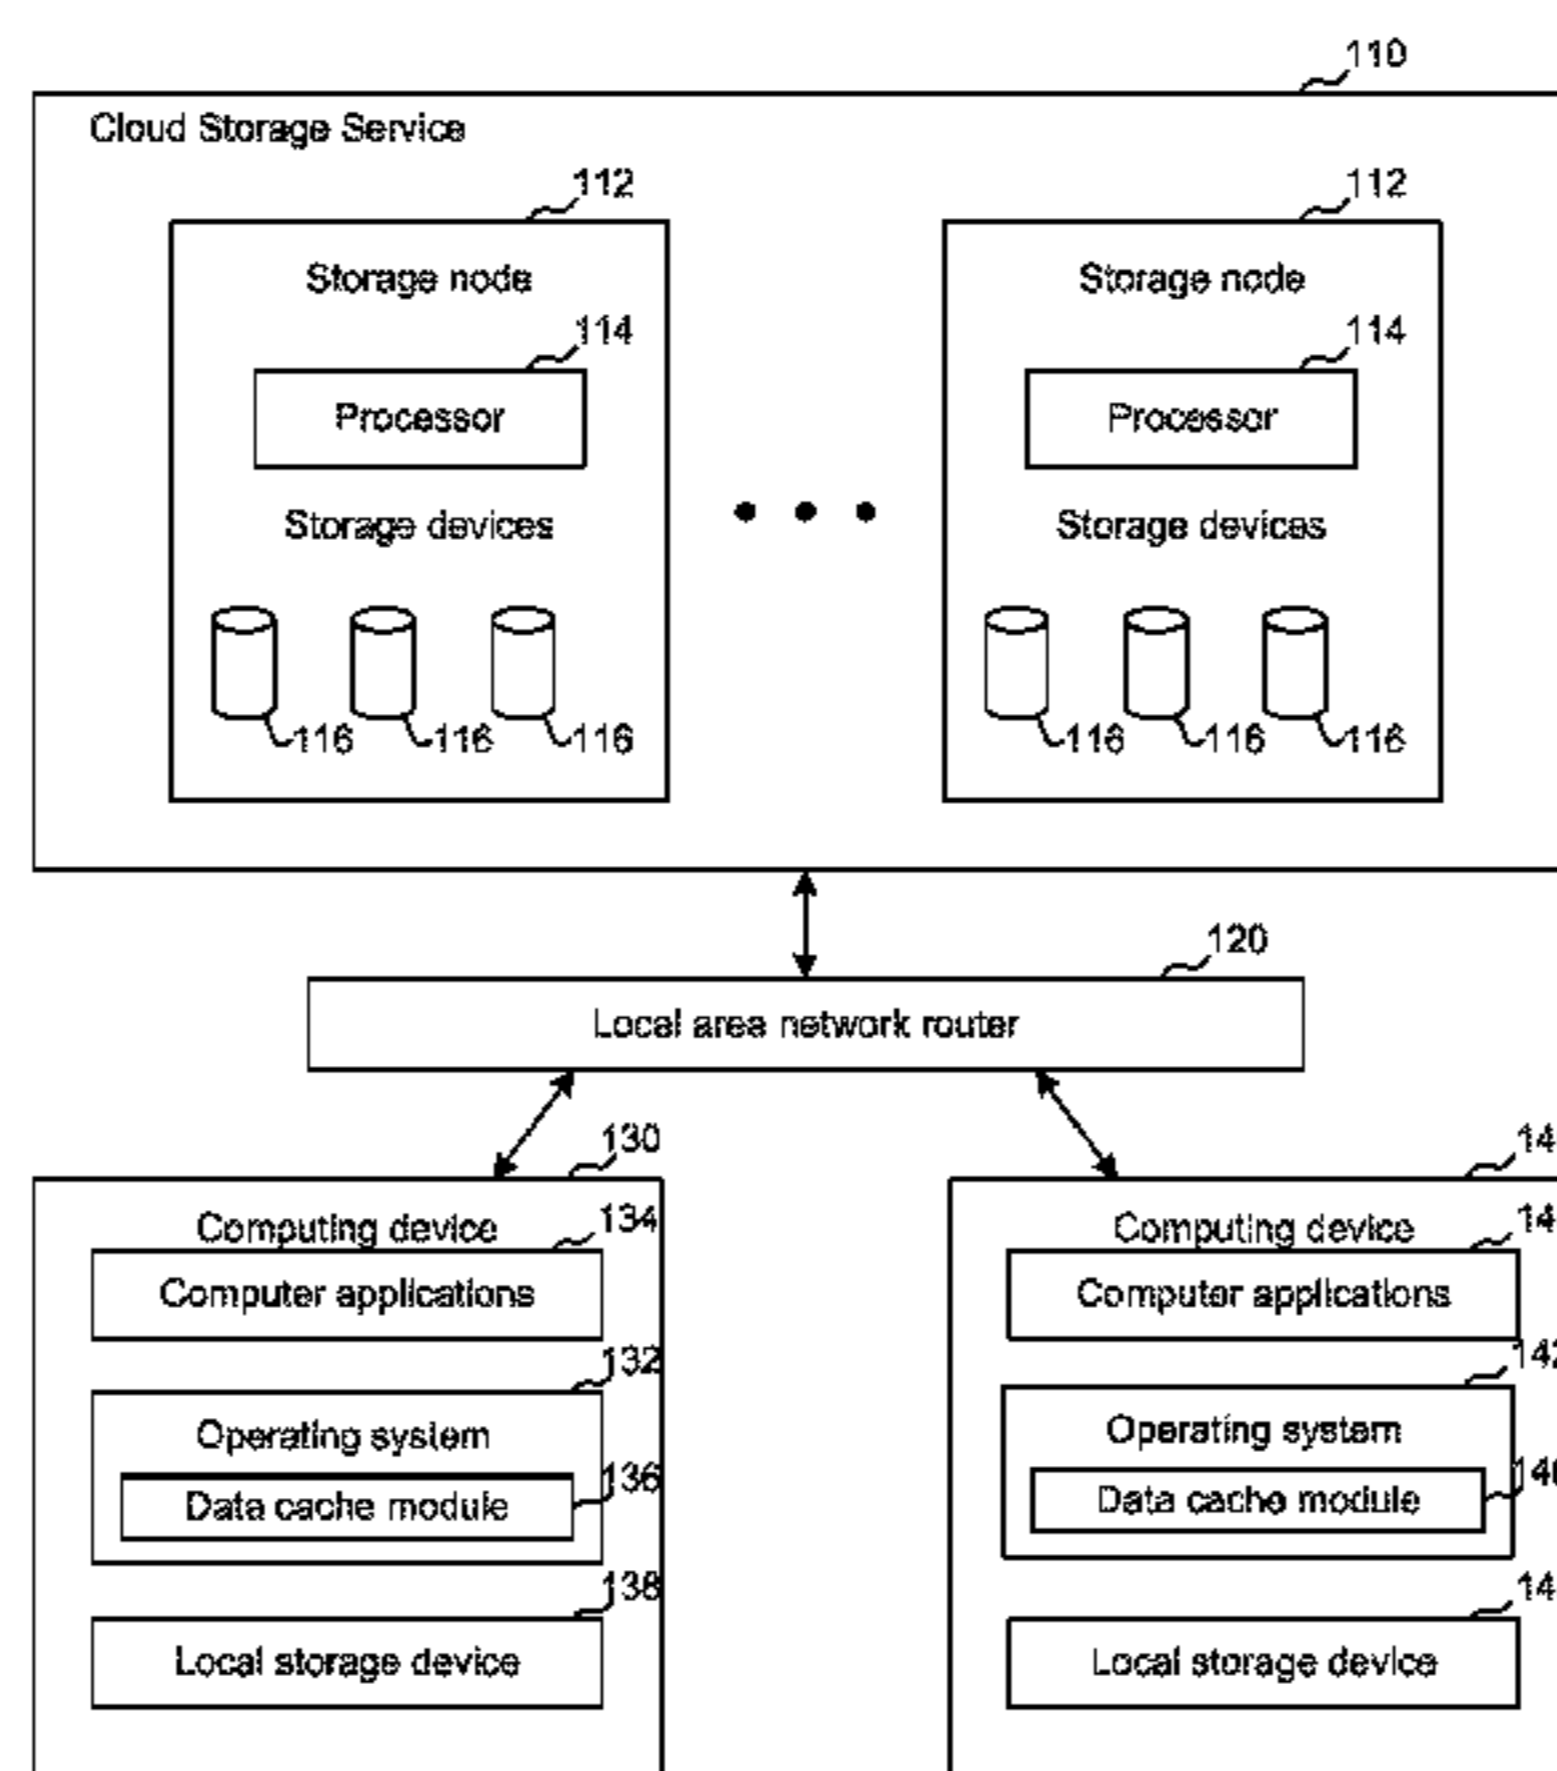 110
Cloud Storage Service
112 112
Storage node Storage node
114 114
Processor Processor
Storage devices Storage devices
116 116 116 116 116 116
120
Local area network router
130
Computing device Computing device
134
Computer applications Computer applications
132 142
Operating system Operating system
136
Data cache module Data cache module
138
Local storage device Local storage device